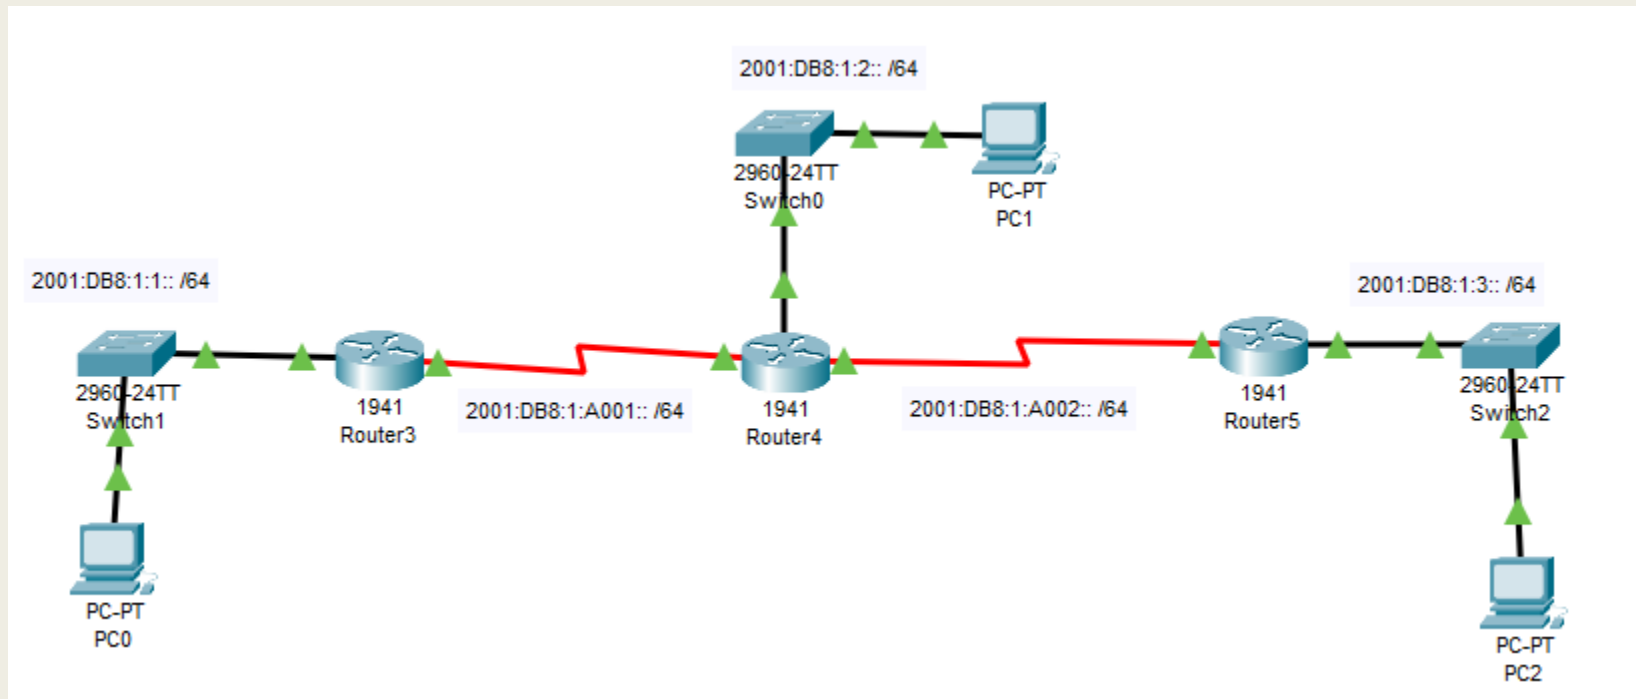 2001:DB8:1:2:: /64
2960-24TT
Switch0
PC-PT
PC1
2001:DB8:1:1:: /64
2960-24TT
Switch1
1941
Router3
2001:DB8:1:A001:: /64
1941
Router4
2001:DB8:1:A002:: /64
1941
Router5
2001:DB8:1:3:: /64
2960-24TT
Switch2
PC-PT
PC0
PC-PT
PC2